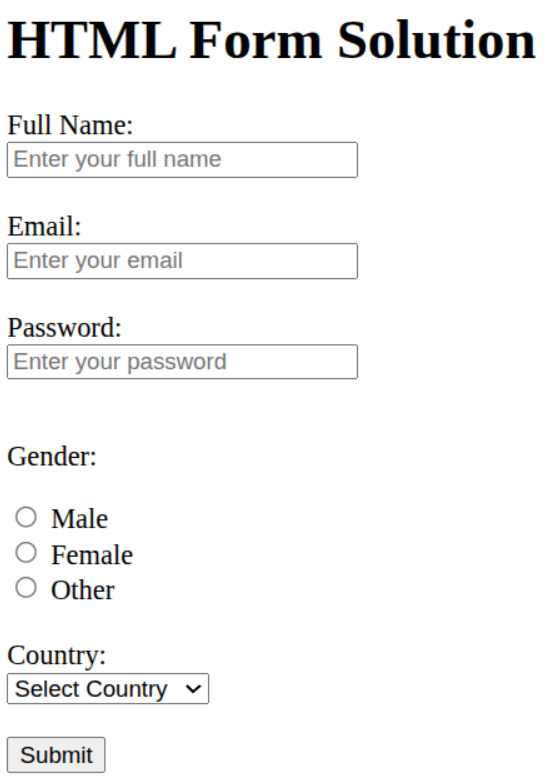 HTML Form Solution
Full Name:
Enter your full name
Email:
Enter your email
Password:
Enter your password
Gender:
Male
Female
Other
Country:
Select Country
Submit